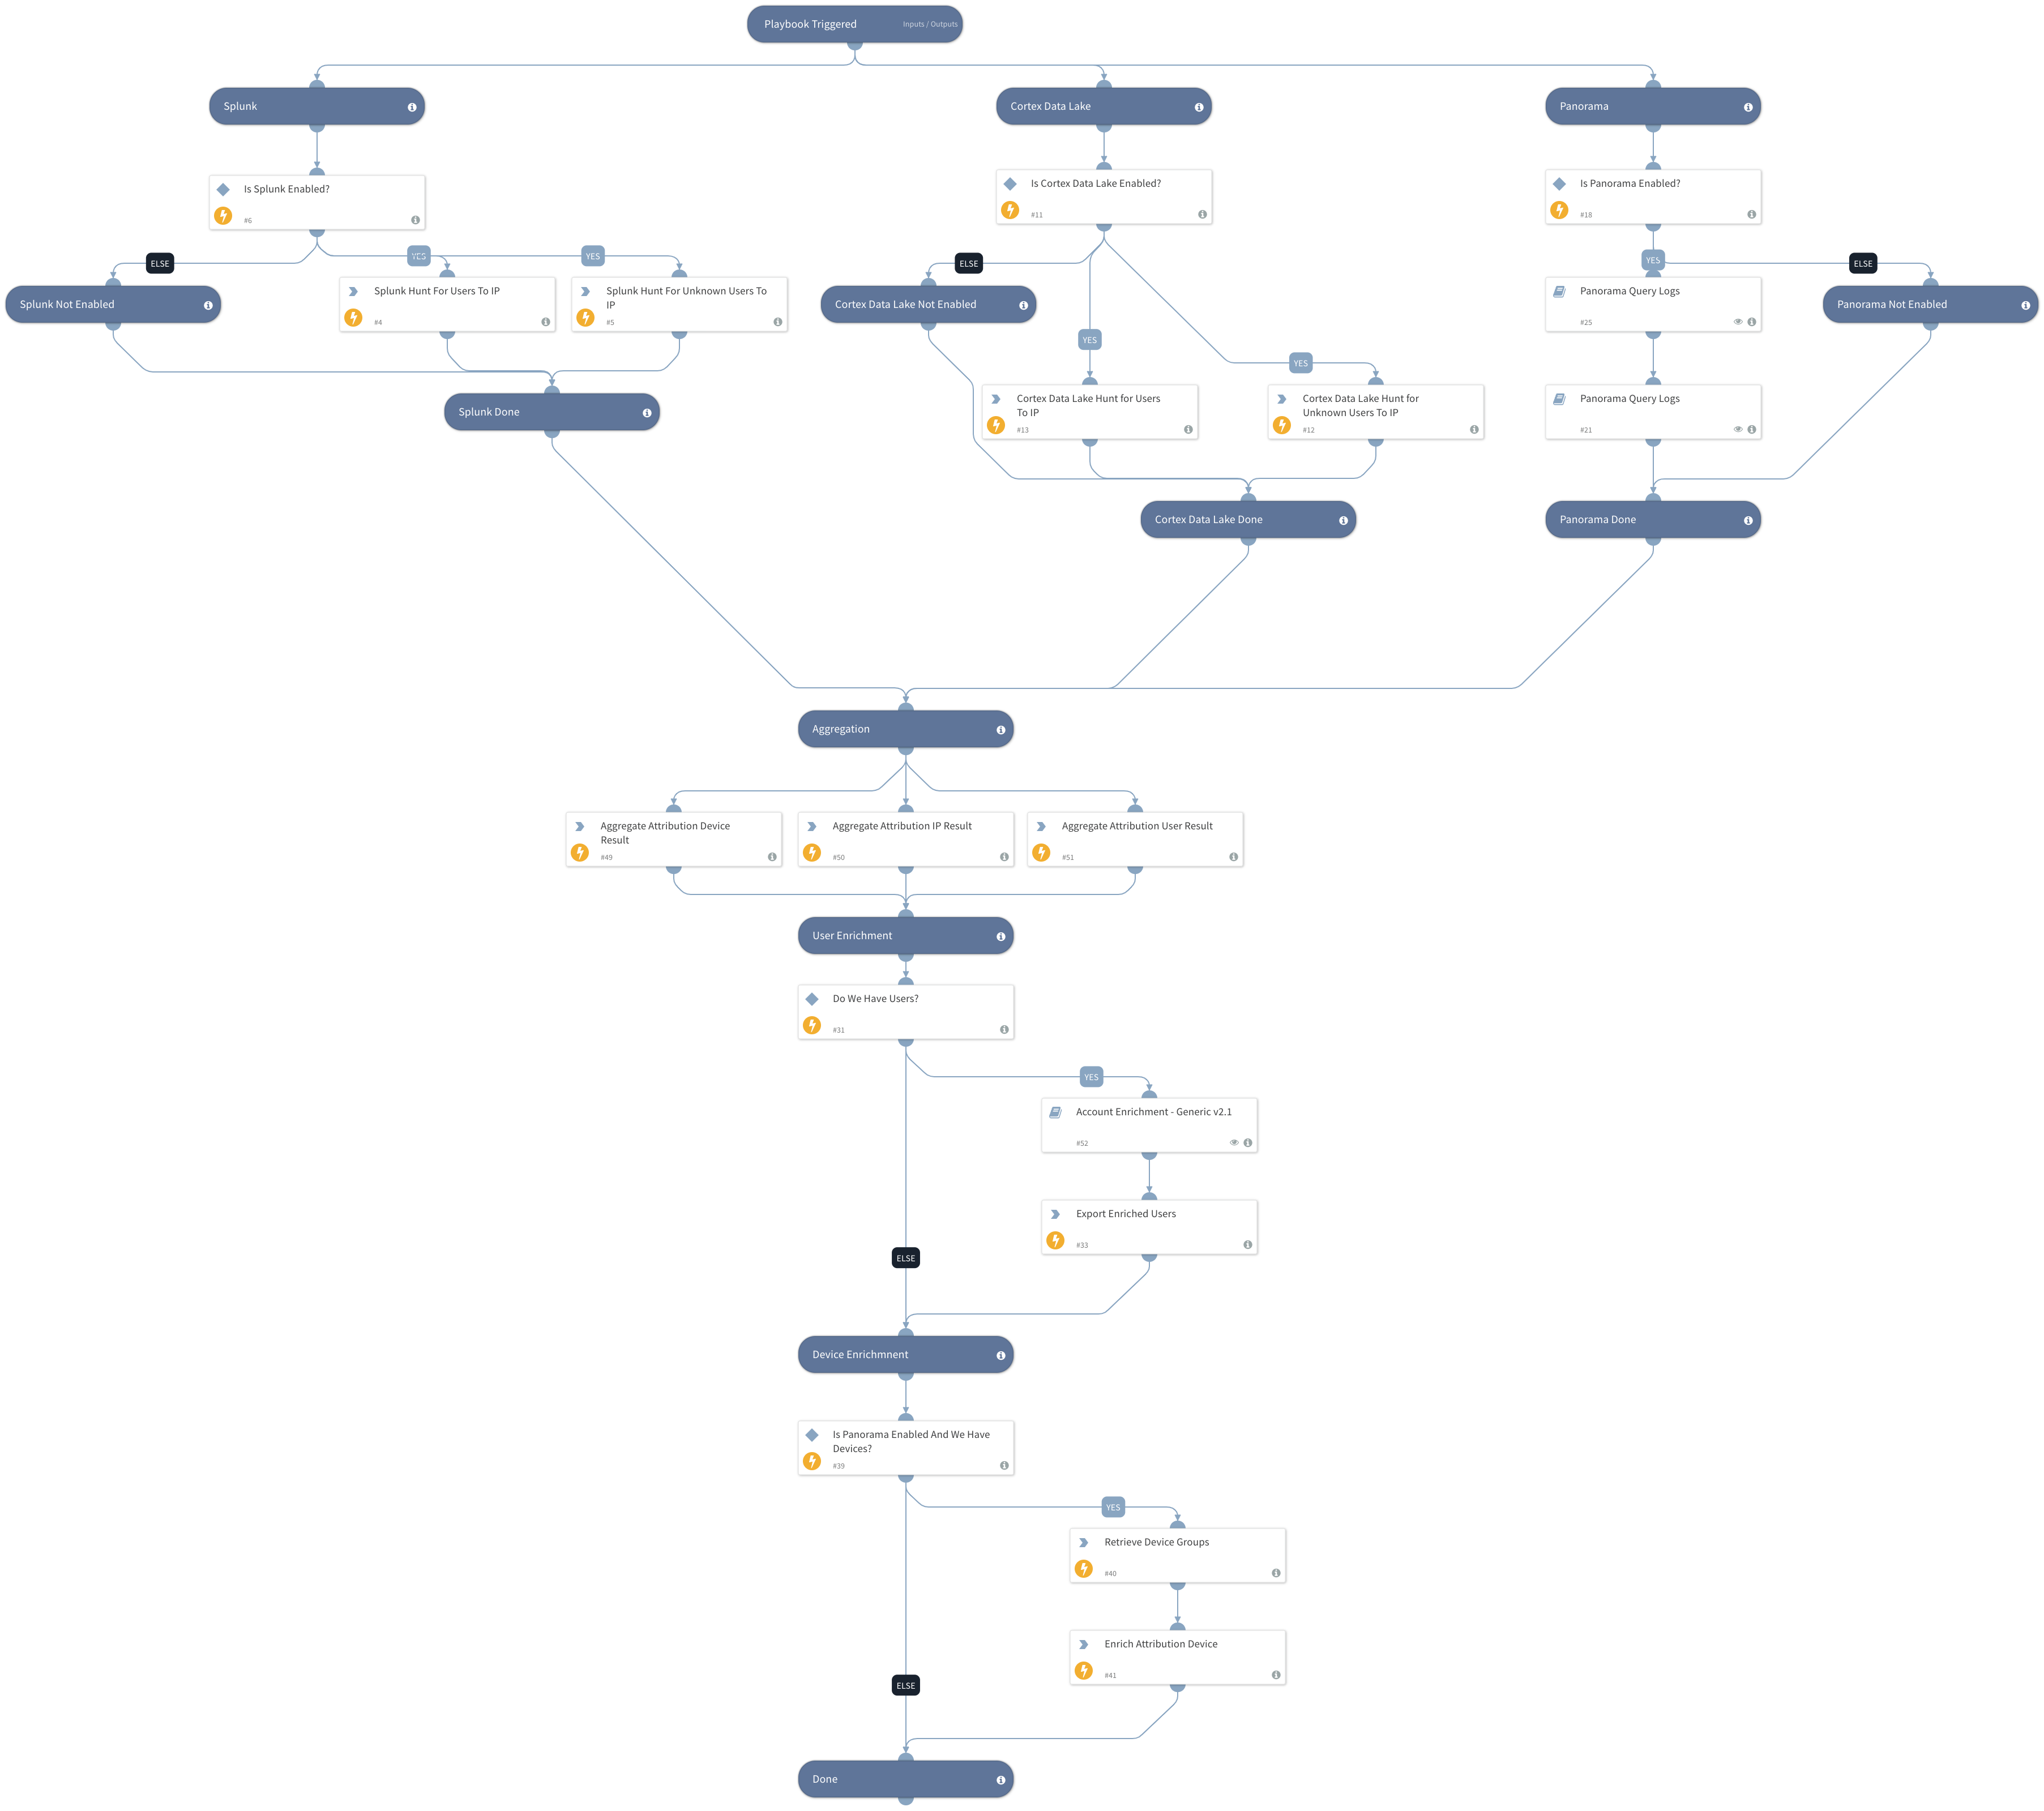 Playbook Triggered
Inputs / Outputs
Splunk
Cortex Data Lake
Panorama
Is Splunk Enabled?
#6
Is Cortex Data Lake Enabled?
#11
Is Panorama Enabled?
#18
ELSE
YES
YES
ELSE
YES
ELSE
Splunk Not Enabled
Splunk Hunt For Users To IP
#4
Splunk Hunt For Unknown Users To
IP
#5
Cortex Data Lake Not Enabled
Panorama Query Logs
#25
Panorama Not Enabled
YES
YES
Splunk Done
Cortex Data Lake Hunt for Users
To IP
#13
Cortex Data Lake Hunt for
Unknown Users To IP
#12
Panorama Query Logs
#21
Cortex Data Lake Done
Panorama Done
Aggregation
Aggregate Attribution Device
Result
#49
Aggregate Attribution IP Result
#50
Aggregate Attribution User Result
#51
User Enrichment
Do We Have Users?
#31
YES
Account Enrichment - Generic v2.1
#52
Export Enriched Users
#33
ELSE
Device Enrichmnent
Is Panorama Enabled And We Have
Devices?
#39
YES
Retrieve Device Groups
#40
Enrich Attribution Device
#41
ELSE
Done